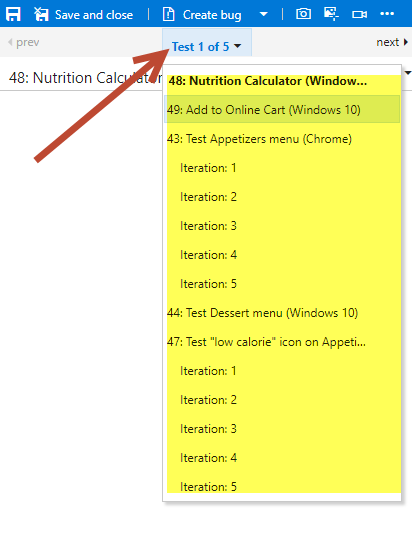 Save and close Create bug
prev Test 1 of 5 next
48: Nutrition Calculator
48: Nutrition Calculator (Window...
49: Add to Online Cart (Windows 10)
43: Test Appetizers menu (Chrome)
Iteration: 1
Iteration: 2
Iteration: 3
Iteration: 4
Iteration: 5
44: Test Dessert menu (Windows 10)
47: Test "low calorie" icon on Appeti...
Iteration: 1
Iteration: 2
Iteration: 3
Iteration: 4
Iteration: 5